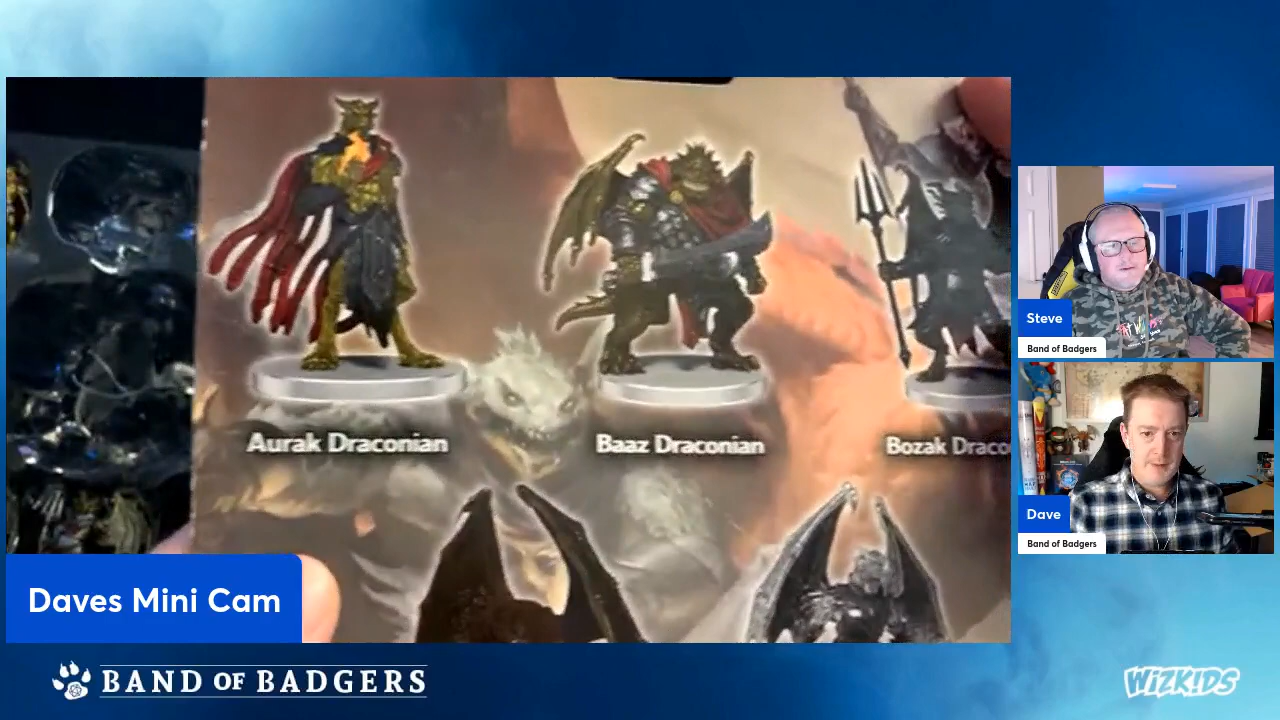 Aurak Draconian
Baaz Draconian
Bozak Draco
Daves Mini Cam
Steve
Band of Badgers
Dave
Band of Badgers
BAND OF BADGERS
WIZKIDS